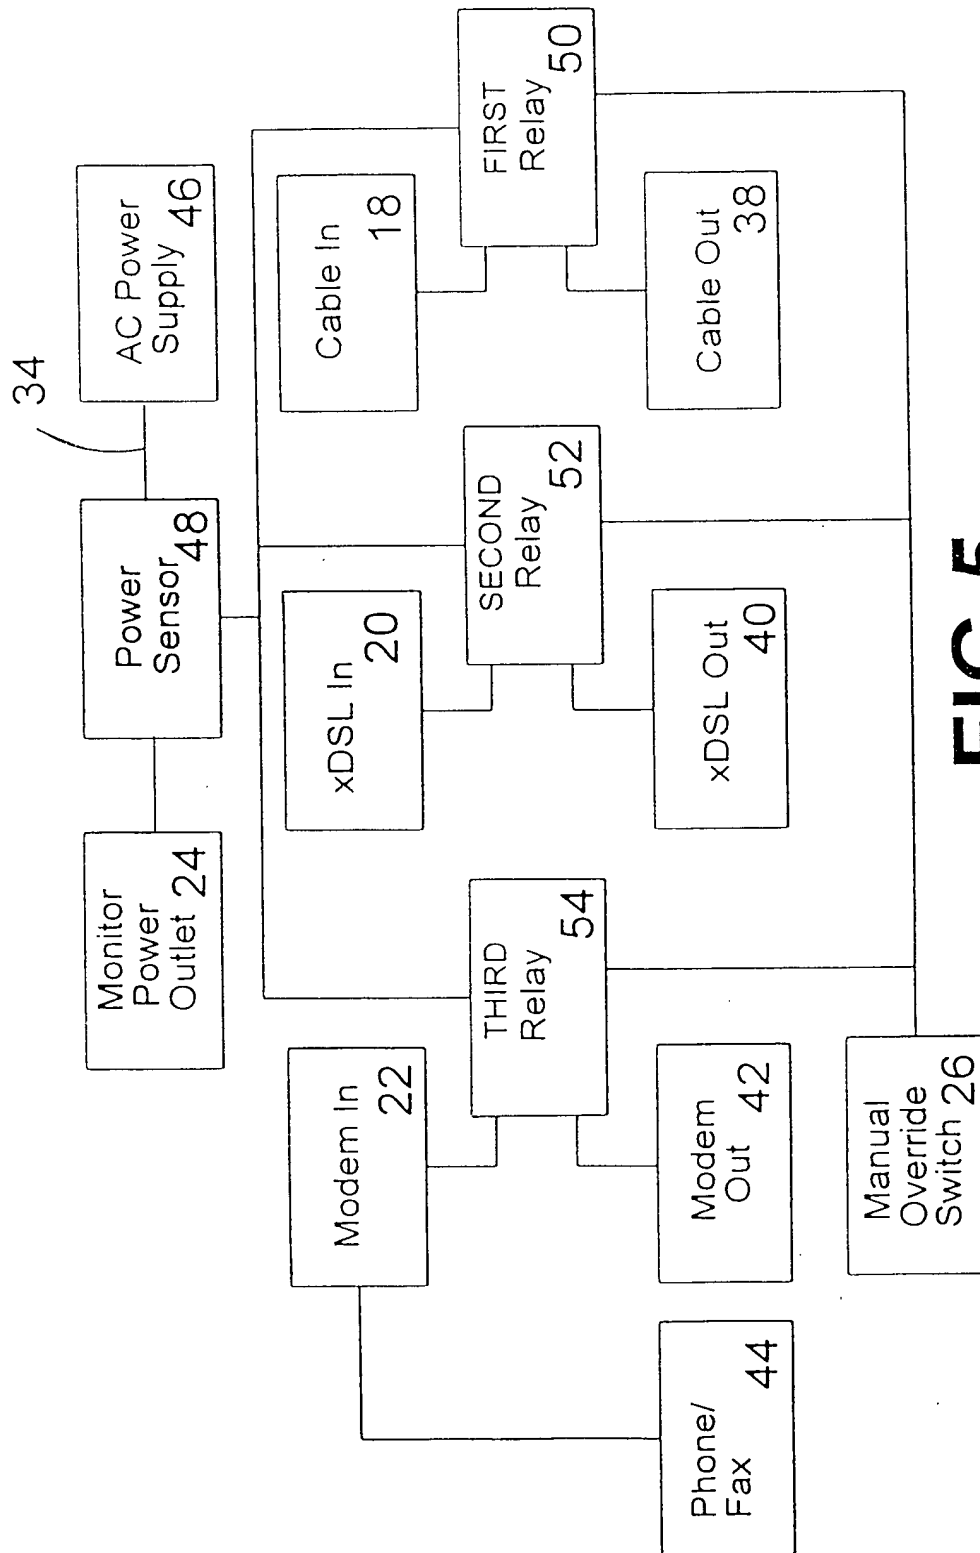 Monitor
Power
Outlet 24
Power
Sensor 48
34
AC Power
Supply 46
Modem In
22
xDSL In
20
Cable In
18
THIRD
Relay
54
SECOND
Relay
52
FIRST
Relay
50
Phone/
Fax
44
Modem
Out
42
xDSL Out
40
Cable Out
38
Manual
Override
Switch 26
FIG. 5